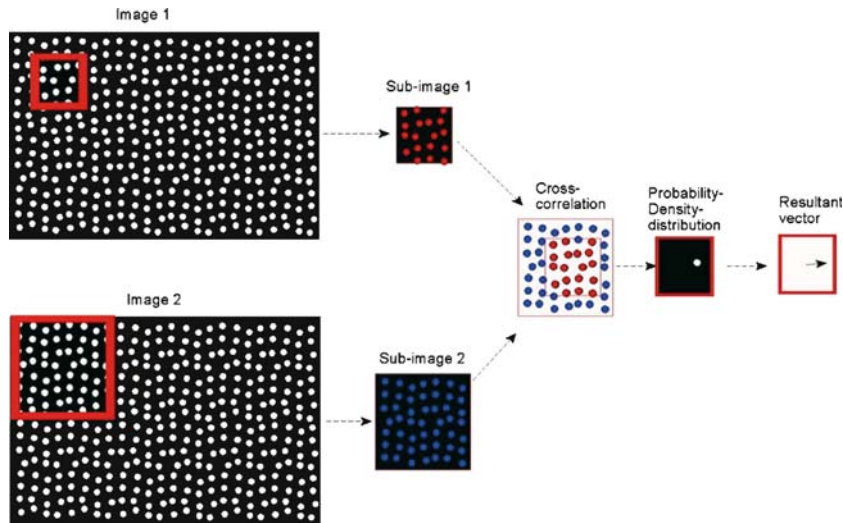 Image 1
Sub-image 1
Cross-
correlation
Probability-
Density-
distribution
Resultant
vector
Image 2
Sub-image 2